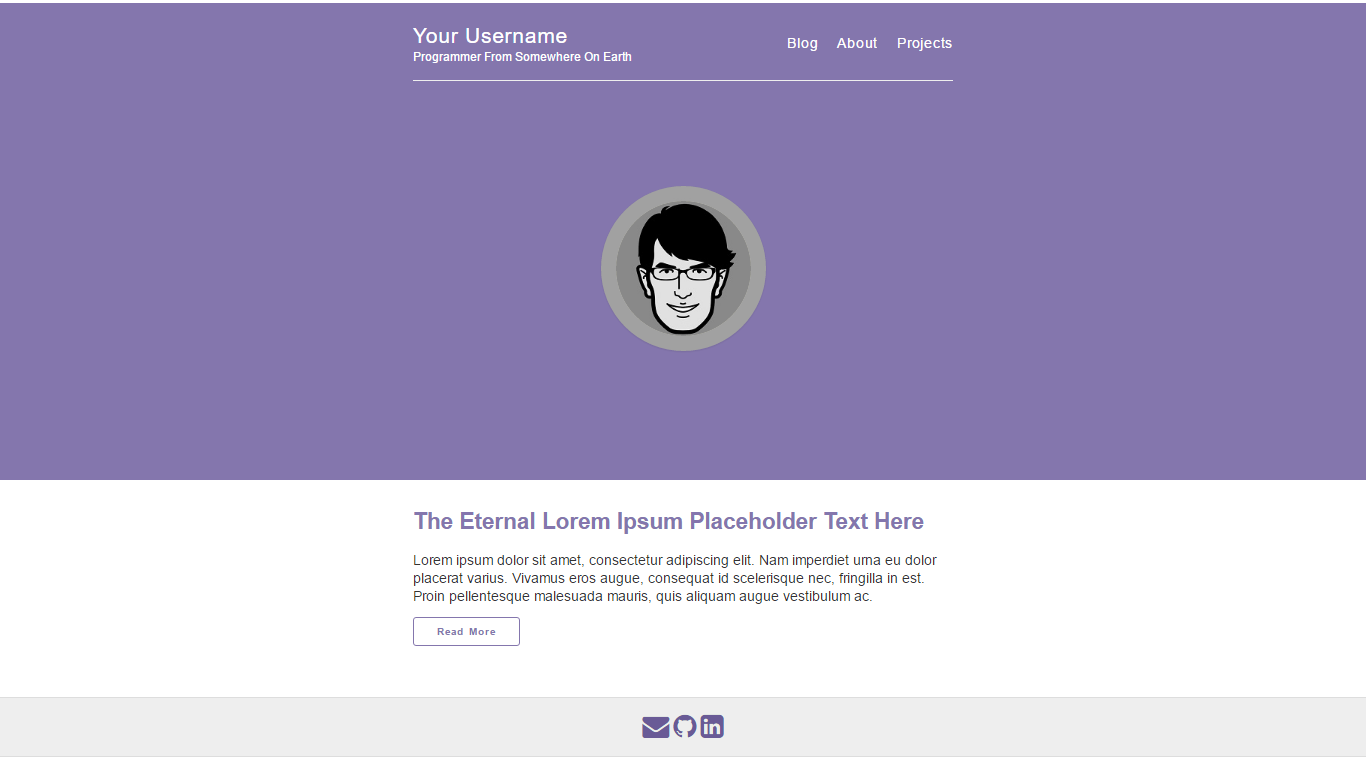 Your Username
Programmer From Somewhere On Earth
Blog About Projects
The Eternal Lorem Ipsum Placeholder Text Here
Lorem ipsum dolor sit amet, consectetur adipiscing elit. Nam imperdiet urna eu dolor
placerat varius. Vivamus eros augue, consequat id scelerisque nec, fringilla in est.
Proin pellentesque malesuada mauris, quis aliquam augue vestibulum ac.
Read More
in